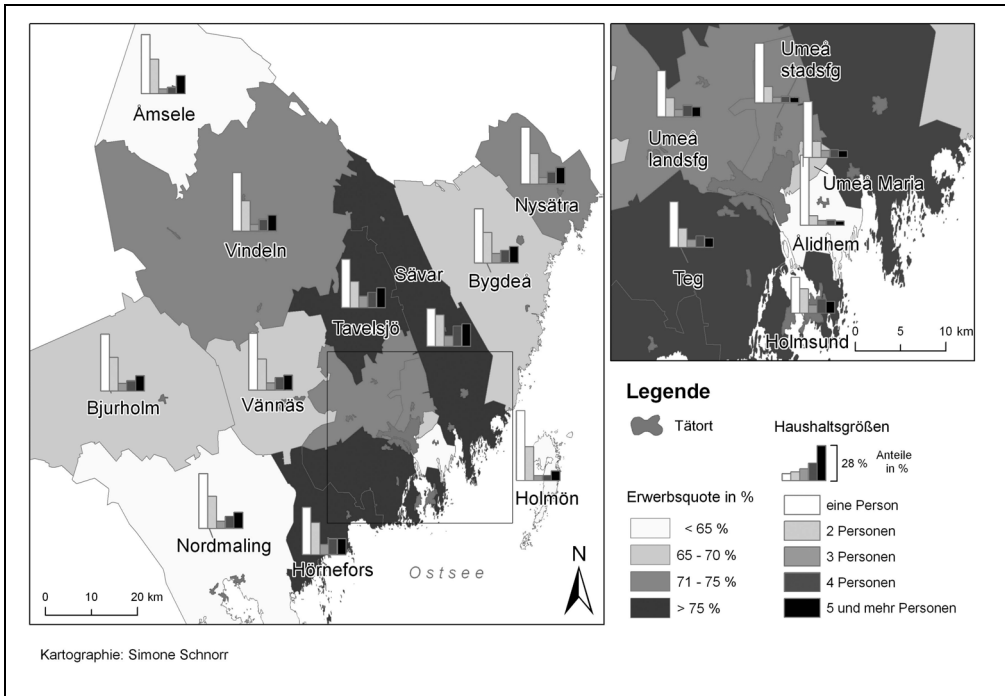 Åmsele
Vindeln
Nysätra
Bygdeå
Sävar
Tavelsjö
Bjurholm
Vännäs
Holmön
Nordmaling
Hörnefors
Ostsee
N
0 10 20 km
Umeå
stadsfg
Umeå
landsfg
Umeå Maria
Ålidhem
Teg
Holmsund
0 5 10 km
Legende
Tätort
Erwerbsquote in %
< 65 %
65 - 70 %
71 - 75 %
> 75 %
Haushaltsgrößen
28 % Anteile
in %
eine Person
2 Personen
3 Personen
4 Personen
5 und mehr Personen
Kartographie: Simone Schnorr